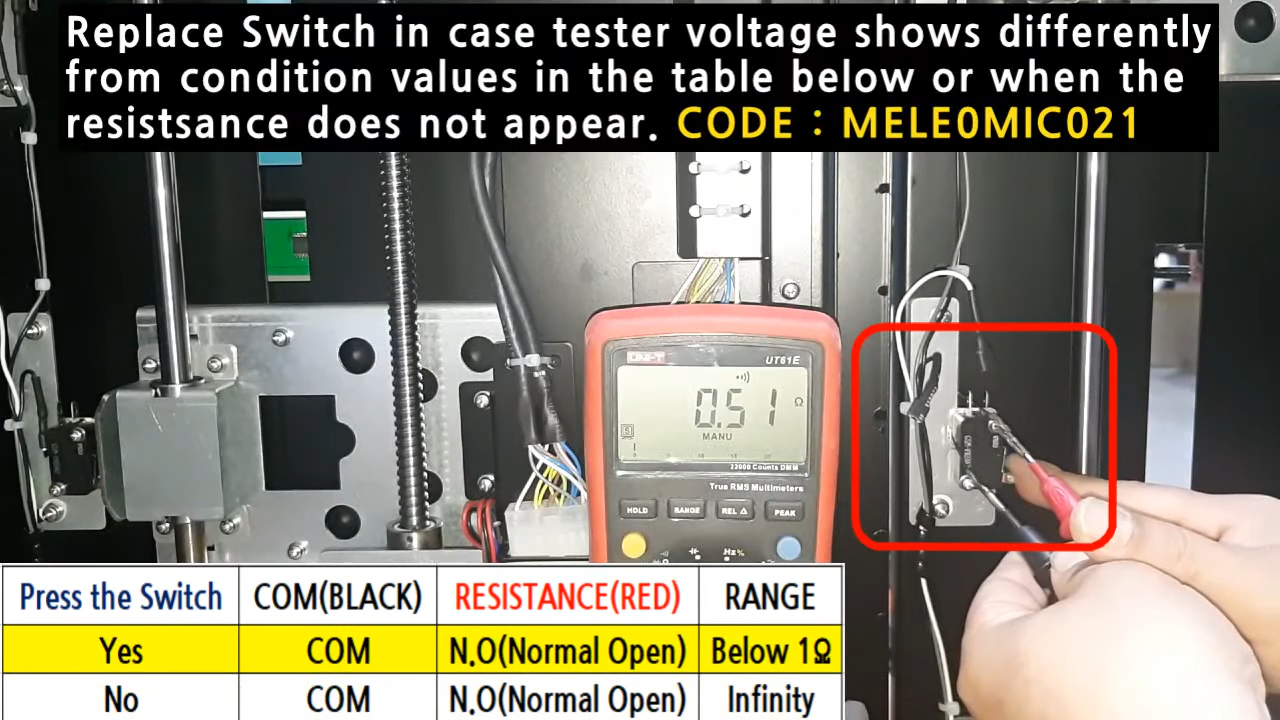 Replace Switch in case tester voltage shows differently
from condition values in the table below or when the
resistsance does not appear. CODE : MELE0MIC021
UNI-T
UT61E
0.51 Ω
MANU
22000 Counts DMM
True RMS Multimeters
HOLD RANGE REL △ PEAK
Hz%
Press the Switch COM(BLACK) RESISTANCE(RED) RANGE
Yes COM N.O(Normal Open) Below 1Ω
No COM N.O(Normal Open) Infinity